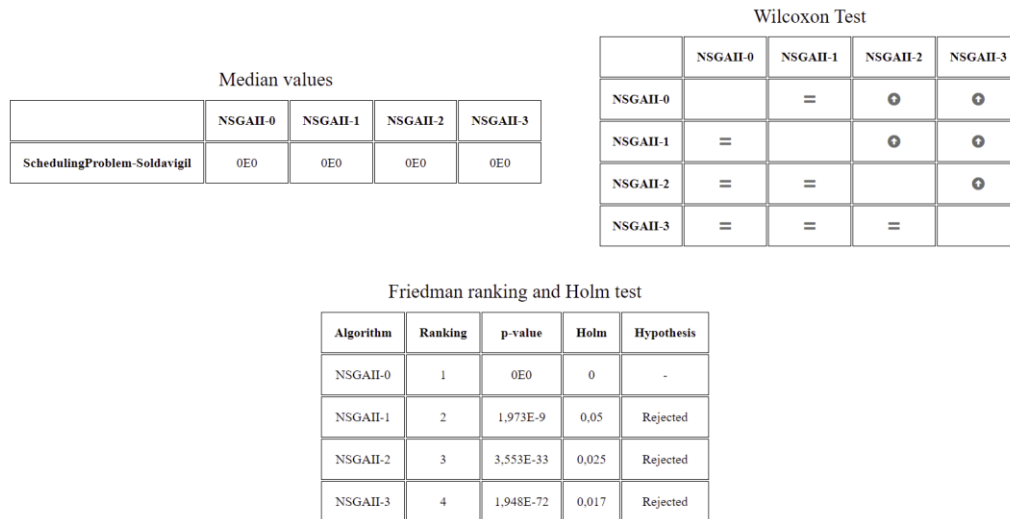 Median values
NSGAII-0 NSGAII-1 NSGAII-2 NSGAII-3
SchedulingProblem-Soldavigil 0E0 0E0 0E0 0E0
Wilcoxon Test
NSGAII-0 NSGAII-1 NSGAII-2 NSGAII-3
NSGAII-0 = ⬆ ⬆
NSGAII-1 = ⬆ ⬆
NSGAII-2 = = ⬆
NSGAII-3 = = =
Friedman ranking and Holm test
Algorithm Ranking p-value Holm Hypothesis
NSGAII-0 1 0E0 0 -
NSGAII-1 2 1,973E-9 0,05 Rejected
NSGAII-2 3 3,553E-33 0,025 Rejected
NSGAII-3 4 1,948E-72 0,017 Rejected